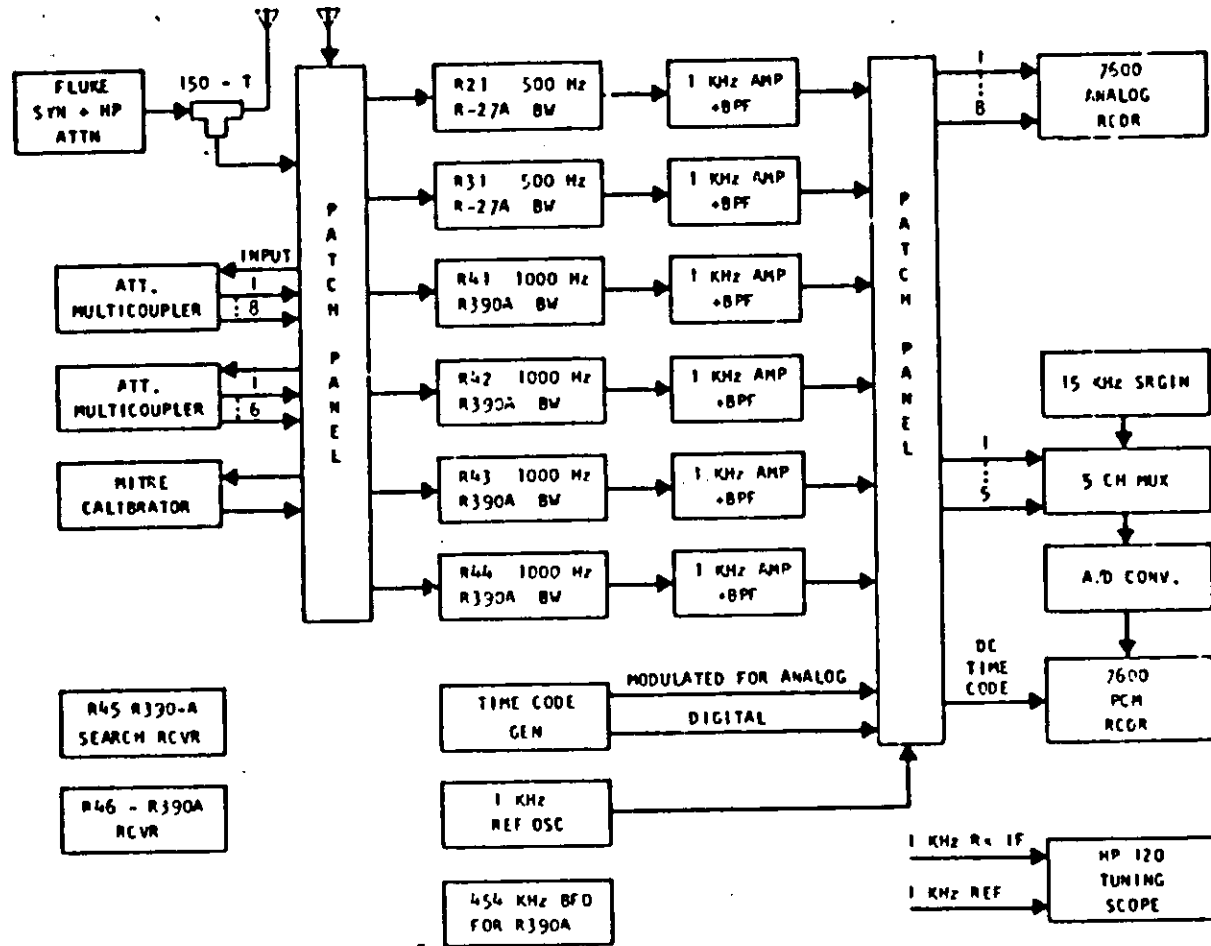 FLUKE
SYN + HP
ATTN
150 - T
INPUT
ATT.
MULTICOUPLER
1
8
ATT.
MULTICOUPLER
1
6
MITRE
CALIBRATOR
PATCH PANEL
R21 500 Hz
R-27A BW
1 KHz AMP
+BPF
R31 500 Hz
R-27A BW
1 KHz AMP
+BPF
R41 1000 Hz
R390A BW
1 KHz AMP
+BPF
R42 1000 Hz
R390A BW
1 KHz AMP
+BPF
R43 1000 Hz
R390A BW
1 KHz AMP
+BPF
R44 1000 Hz
R390A BW
1 KHz AMP
+BPF
PATCH PANEL
1
8
7600
ANALOG
RCDR
15 KHz
1
5
5 CH MUX
A.D CONV.
DC
TIME
CODE
7600
PCM
RCDR
R45 R390-A
SEARCH RCVR
R46 - R390A
RCVR
TIME CODE
GEN
MODULATED FOR ANALOG
DIGITAL
1 KHz
REF OSC
454 KHz BFO
FOR R390A
1 KHz Rx IF
1 KHz REF
HP 120
TUNING
SCOPE